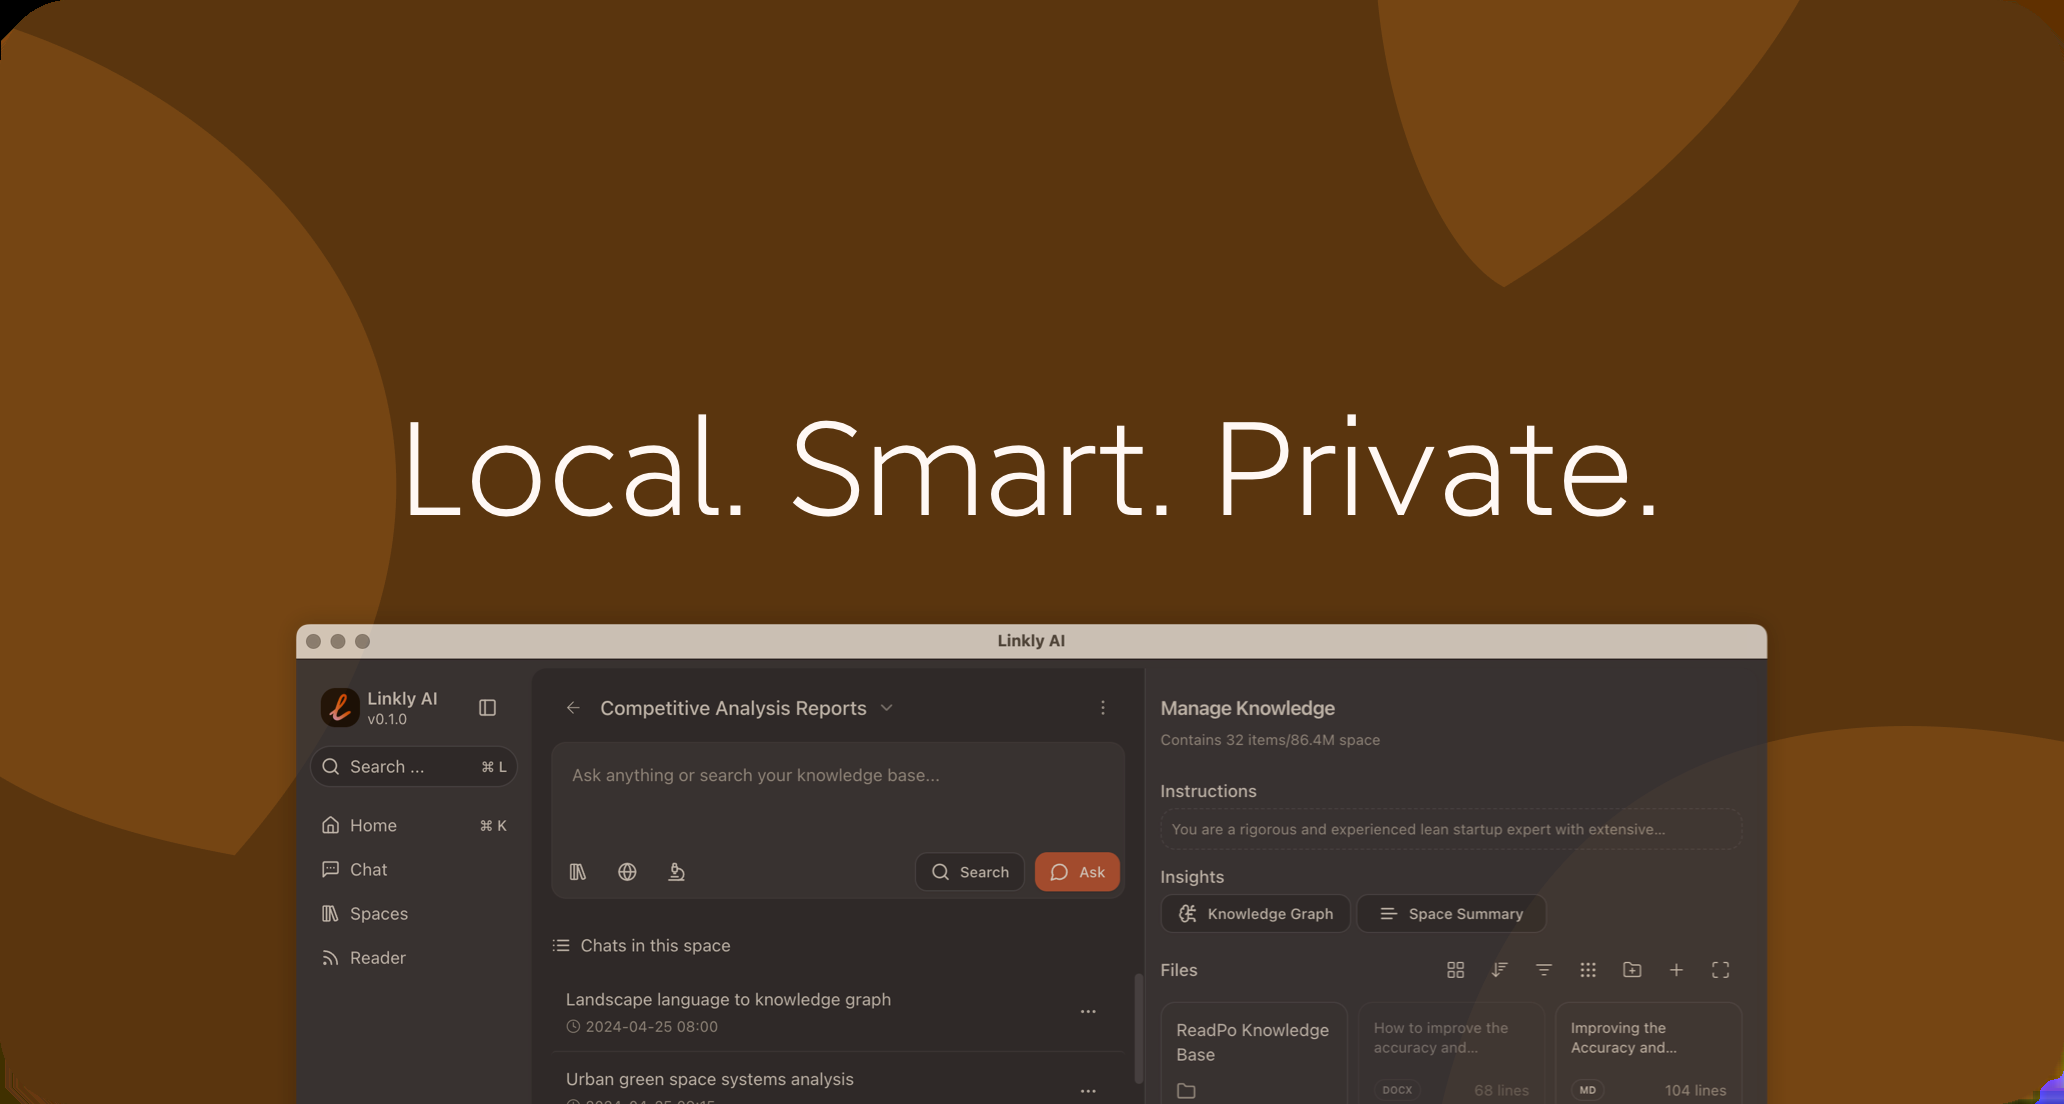 Local. Smart. Private.
Linkly AI
Linkly AI
v0.1.0
Search ...
⌘ L
Home
⌘ K
Chat
Spaces
Reader
Competitive Analysis Reports
Ask anything or search your knowledge base...
Search
Ask
Chats in this space
Landscape language to knowledge graph
2024-04-25 08:00
Urban green space systems analysis
Manage Knowledge
Contains 32 items/86.4M space
Instructions
You are a rigorous and experienced lean startup expert with extensive...
Insights
Knowledge Graph
Space Summary
Files
ReadPo Knowledge
Base
How to improve the
accuracy and...
DOCX
68 lines
Improving the
Accuracy and...
MD
104 lines